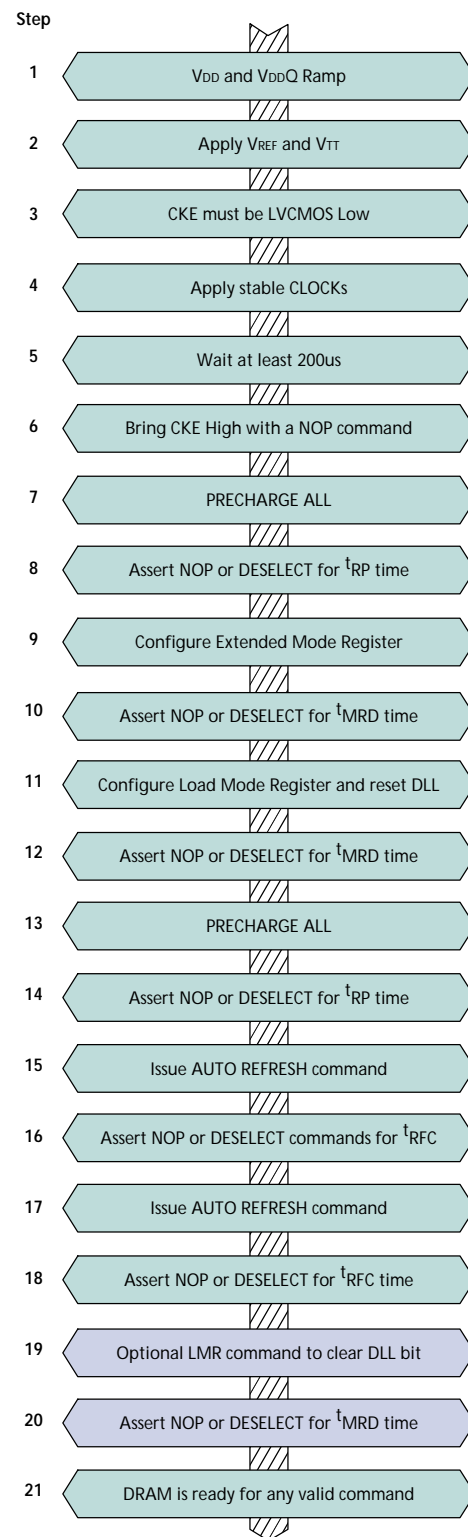 Step
1 VDD and VDDQ Ramp
2 Apply VREF and VTT
3 CKE must be LVCMOS Low
4 Apply stable CLOCKs
5 Wait at least 200us
6 Bring CKE High with a NOP command
7 PRECHARGE ALL
8 Assert NOP or DESELECT for tRP time
9 Configure Extended Mode Register
10 Assert NOP or DESELECT for tMRD time
11 Configure Load Mode Register and reset DLL
12 Assert NOP or DESELECT for tMRD time
13 PRECHARGE ALL
14 Assert NOP or DESELECT for tRP time
15 Issue AUTO REFRESH command
16 Assert NOP or DESELECT commands for tRFC
17 Issue AUTO REFRESH command
18 Assert NOP or DESELECT for tRFC time
19 Optional LMR command to clear DLL bit
20 Assert NOP or DESELECT for tMRD time
21 DRAM is ready for any valid command